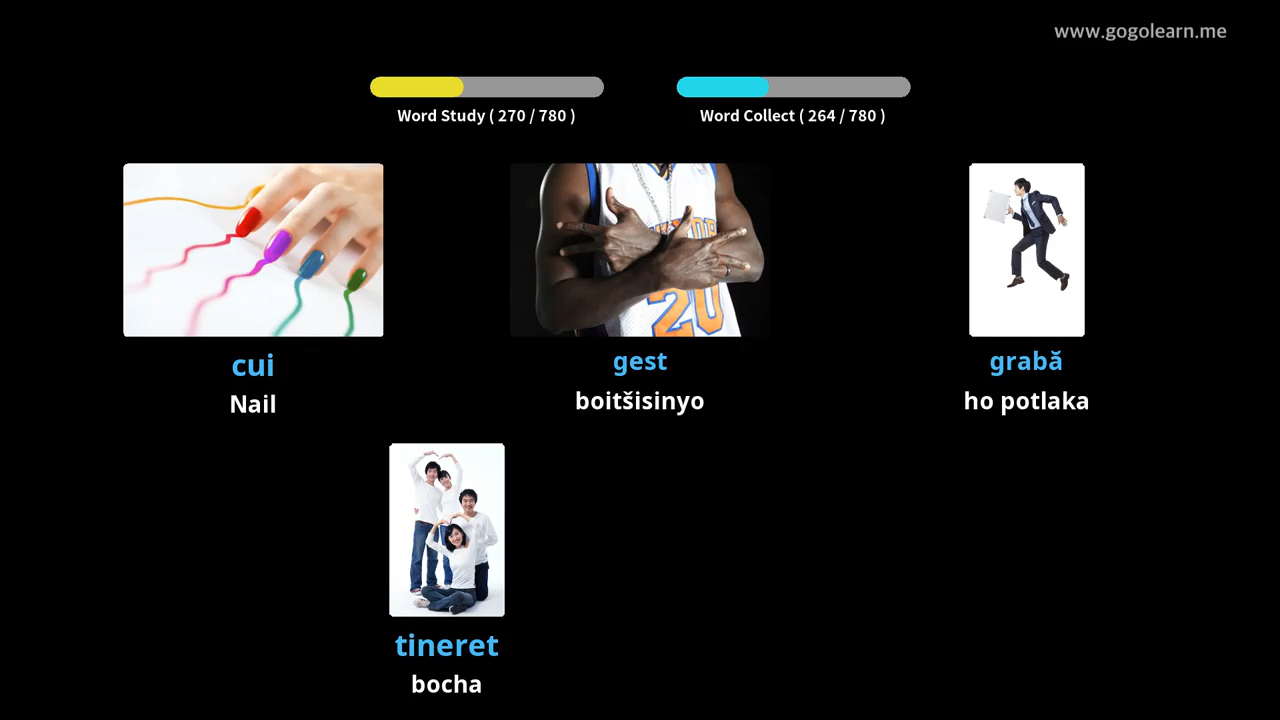 www.gogolearn.me
Word Study ( 270 / 780 )
Word Collect ( 264 / 780 )
20
cui
Nail
gest
boitšisinyo
grabă
ho potlaka
tineret
bocha